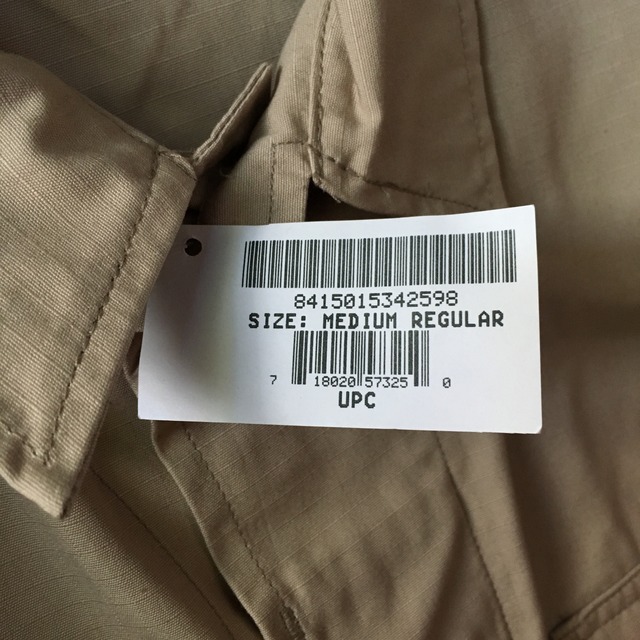 8415015342598
SIZE: MEDIUM REGULAR
7 18020 57325 0
UPC